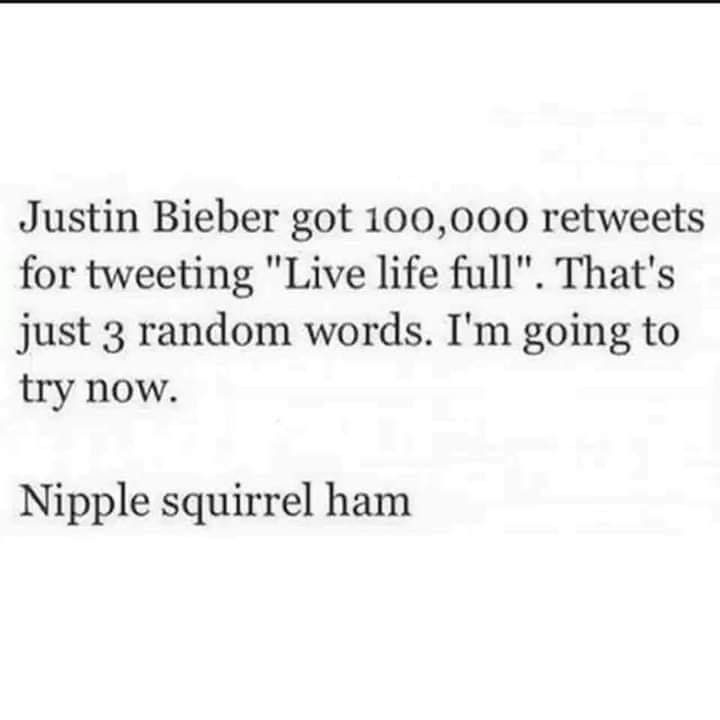 Justin Bieber got 100,000 retweets
for tweeting "Live life full". That's
just 3 random words. I'm going to
try now.
Nipple squirrel ham